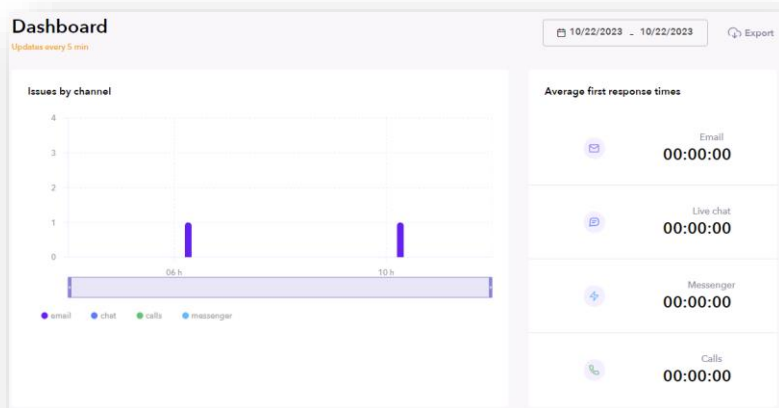 Dashboard
Updates every 5 min
10/22/2023 - 10/22/2023
Export
Issues by channel
4
3
2
1
0
06 h
10 h
email chat calls messenger
Average first response times
Email
00:00:00
Live chat
00:00:00
Messenger
00:00:00
Calls
00:00:00